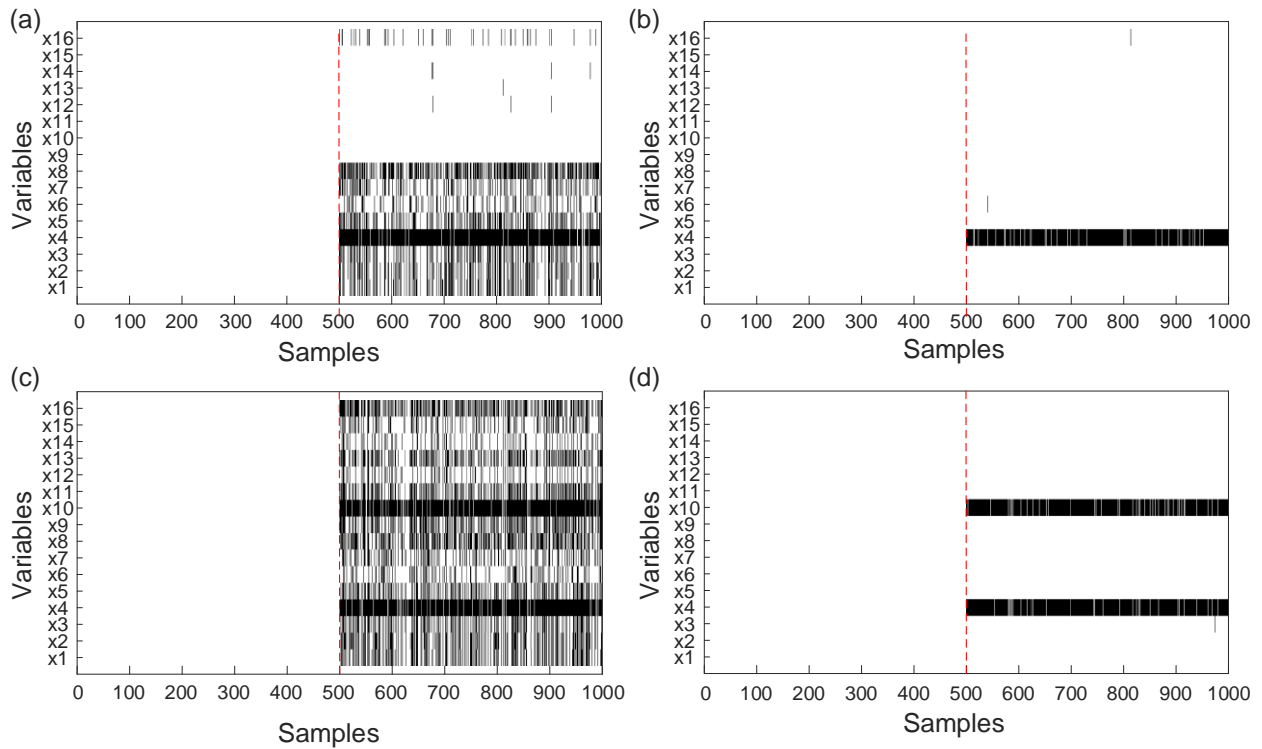 (a)
Variables
x16
x15
x14
x13
x12
x11
x10
x9
x8
x7
x6
x5
x4
x3
x2
x1
0 100 200 300 400 500 600 700 800 900 1000
Samples
(b)
Variables
x16
x15
x14
x13
x12
x11
x10
x9
x8
x7
x6
x5
x4
x3
x2
x1
0 100 200 300 400 500 600 700 800 900 1000
Samples
(c)
Variables
x16
x15
x14
x13
x12
x11
x10
x9
x8
x7
x6
x5
x4
x3
x2
x1
0 100 200 300 400 500 600 700 800 900 1000
Samples
(d)
Variables
x16
x15
x14
x13
x12
x11
x10
x9
x8
x7
x6
x5
x4
x3
x2
x1
0 100 200 300 400 500 600 700 800 900 1000
Samples